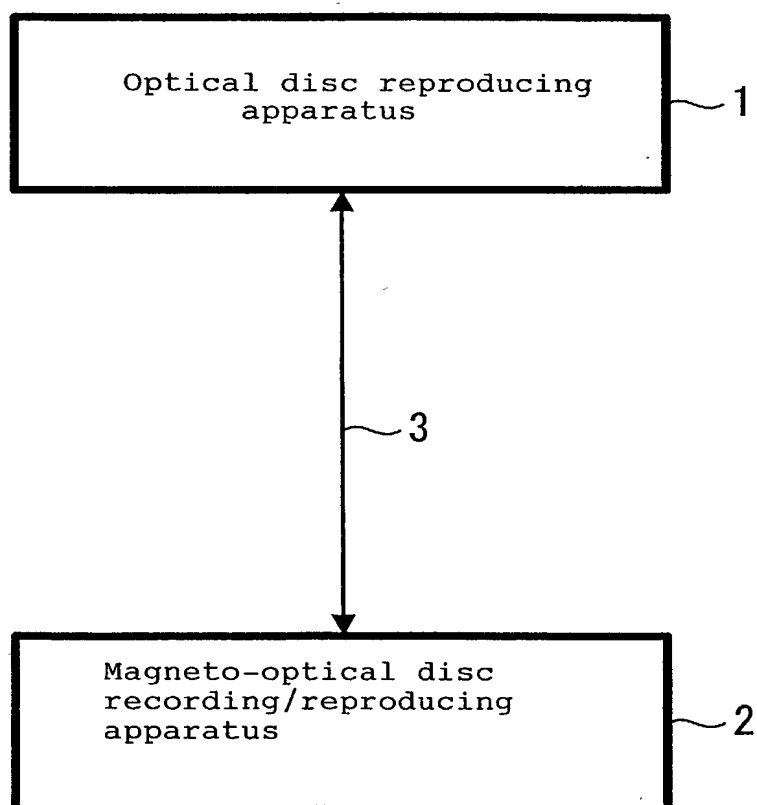 Optical disc reproducing
apparatus
1
3
Magneto-optical disc
recording/reproducing
apparatus
2